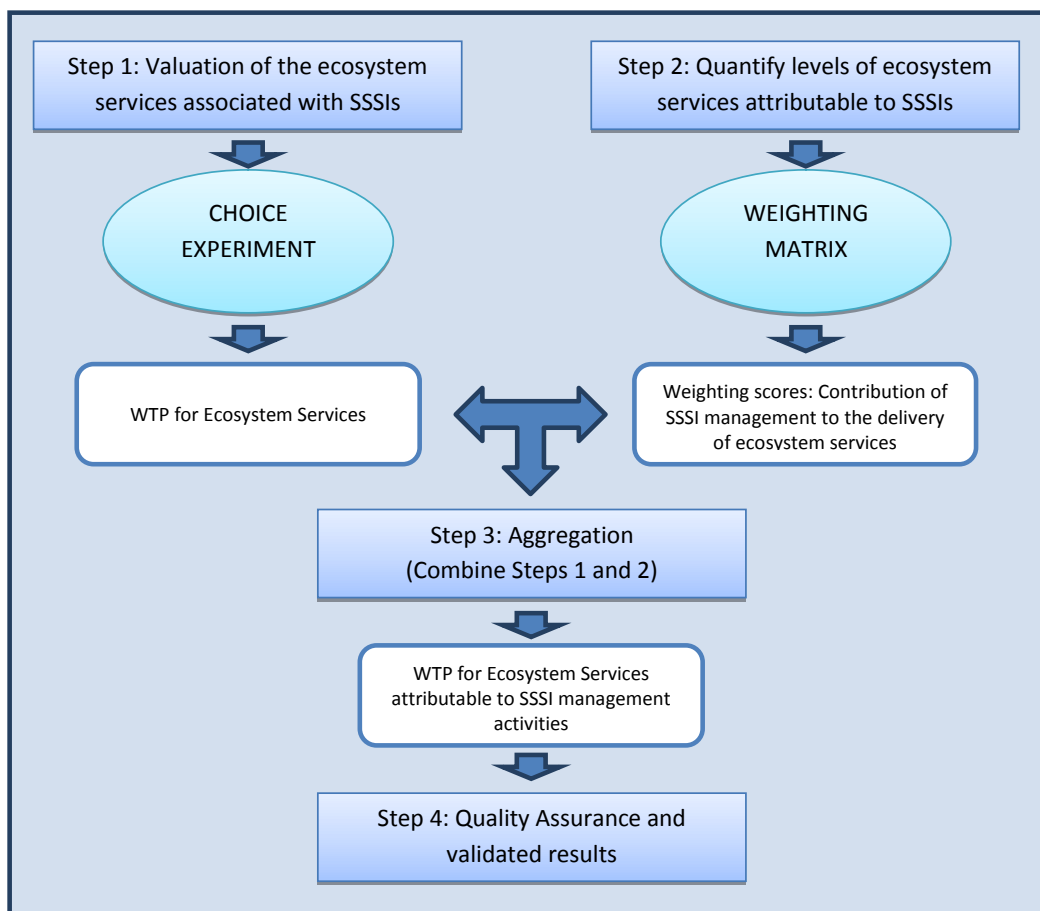 Step 1: Valuation of the ecosystem
services associated with SSSIs
Step 2: Quantify levels of ecosystem
services attributable to SSSIs
CHOICE
EXPERIMENT
WEIGHTING
MATRIX
WTP for Ecosystem Services
Weighting scores: Contribution of
SSSI management to the delivery
of ecosystem services
Step 3: Aggregation
(Combine Steps 1 and 2)
WTP for Ecosystem Services
attributable to SSSI management
activities
Step 4: Quality Assurance and
validated results